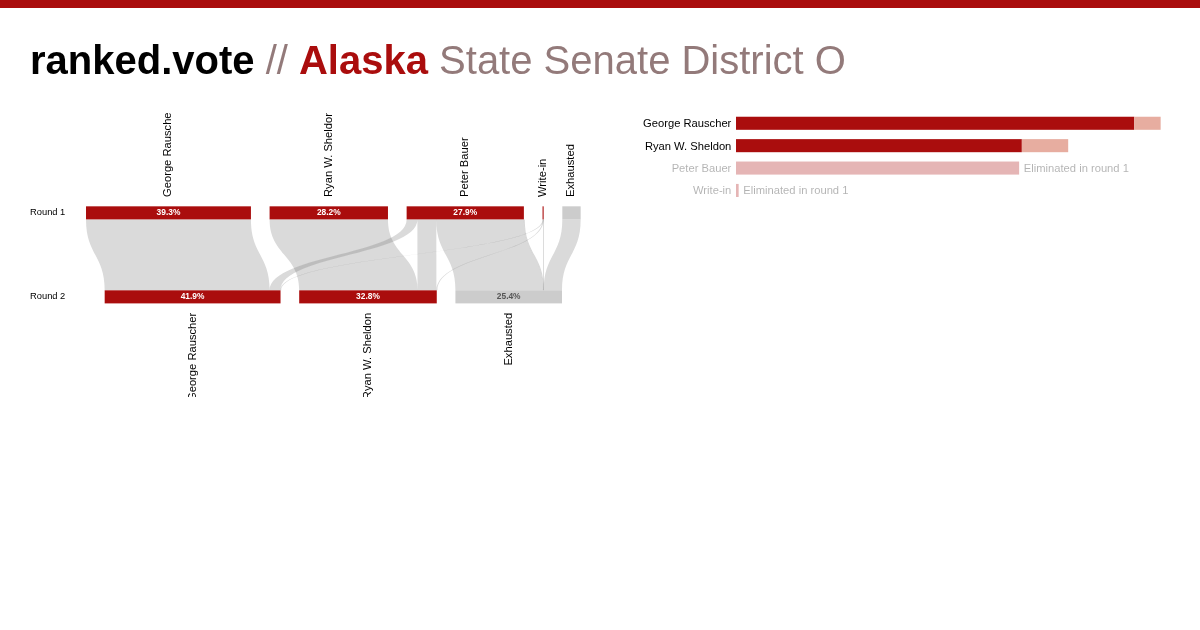 ranked.vote // Alaska State Senate District O
George Rausche
Ryan W. Sheldor
Peter Bauer
Write-in
Exhausted
Round 1
39.3%
28.2%
27.9%
Round 2
41.9%
32.8%
25.4%
George Rauscher
Ryan W. Sheldon
Exhausted
George Rauscher
Ryan W. Sheldon
Peter Bauer Eliminated in round 1
Write-in Eliminated in round 1